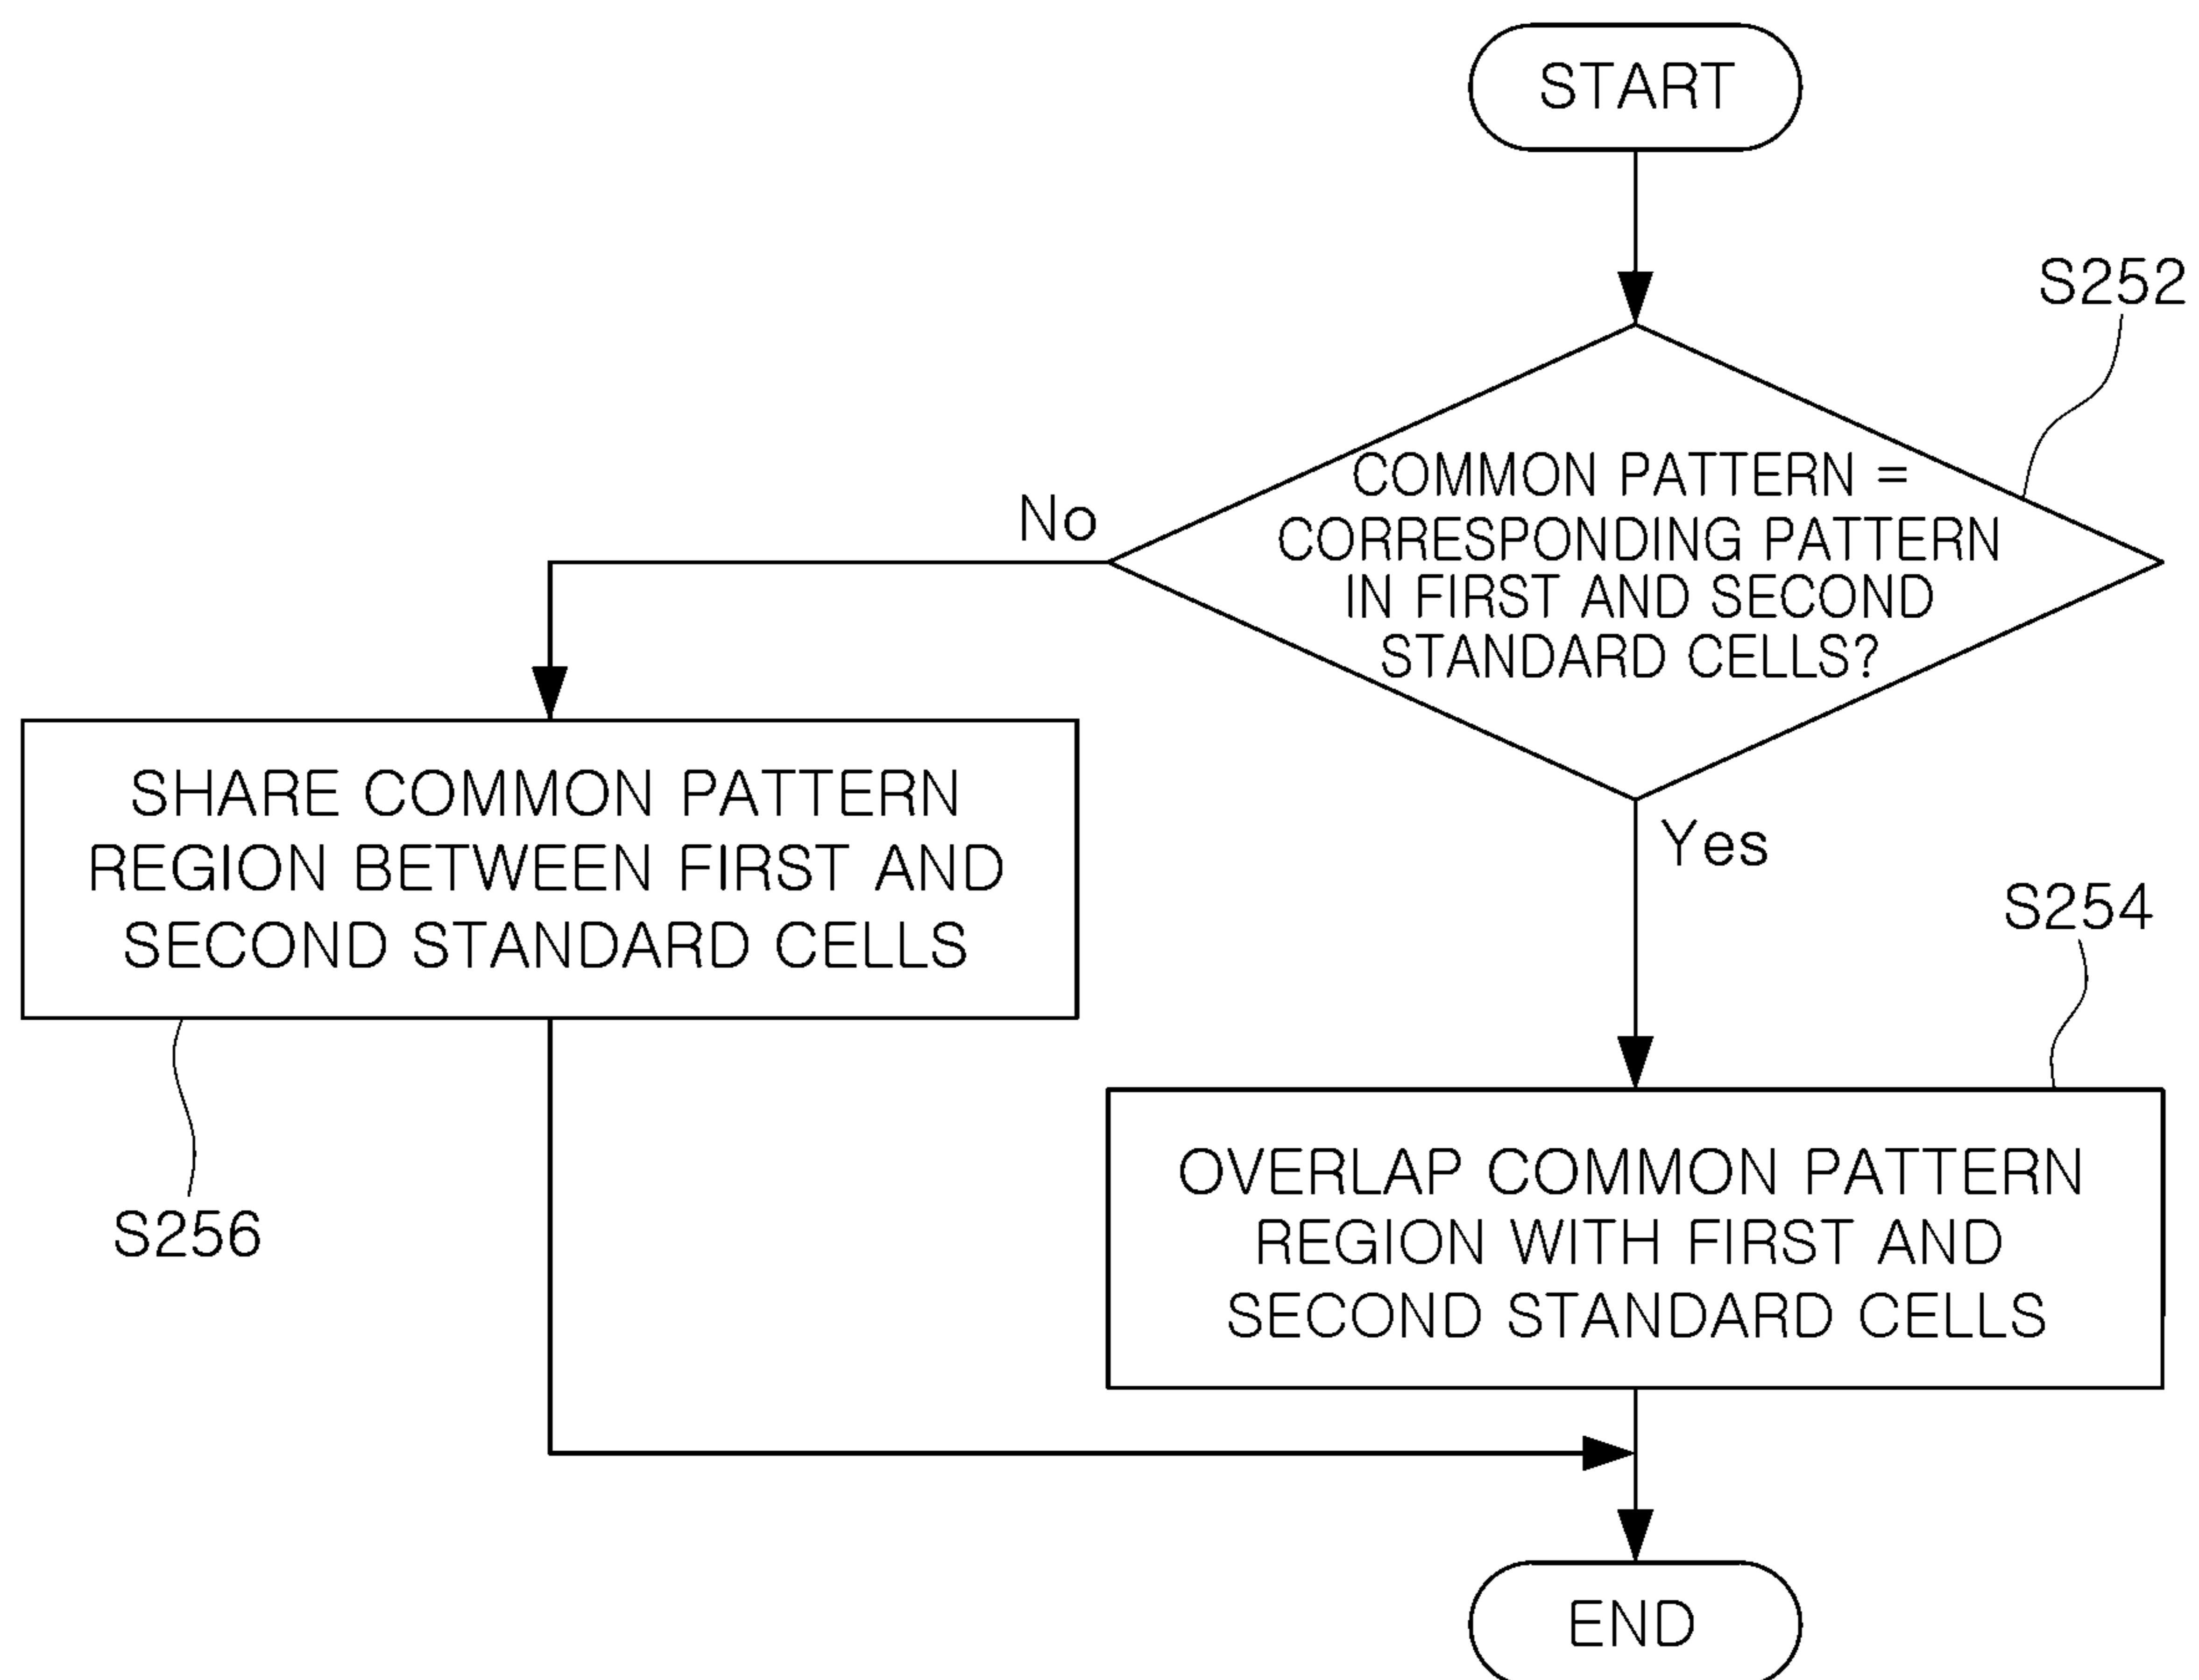 START
S252
COMMON PATTERN =
CORRESPONDING PATTERN
IN FIRST AND SECOND
STANDARD CELLS?
No
Yes
SHARE COMMON PATTERN
REGION BETWEEN FIRST AND
SECOND STANDARD CELLS
S256
S254
OVERLAP COMMON PATTERN
REGION WITH FIRST AND
SECOND STANDARD CELLS
END